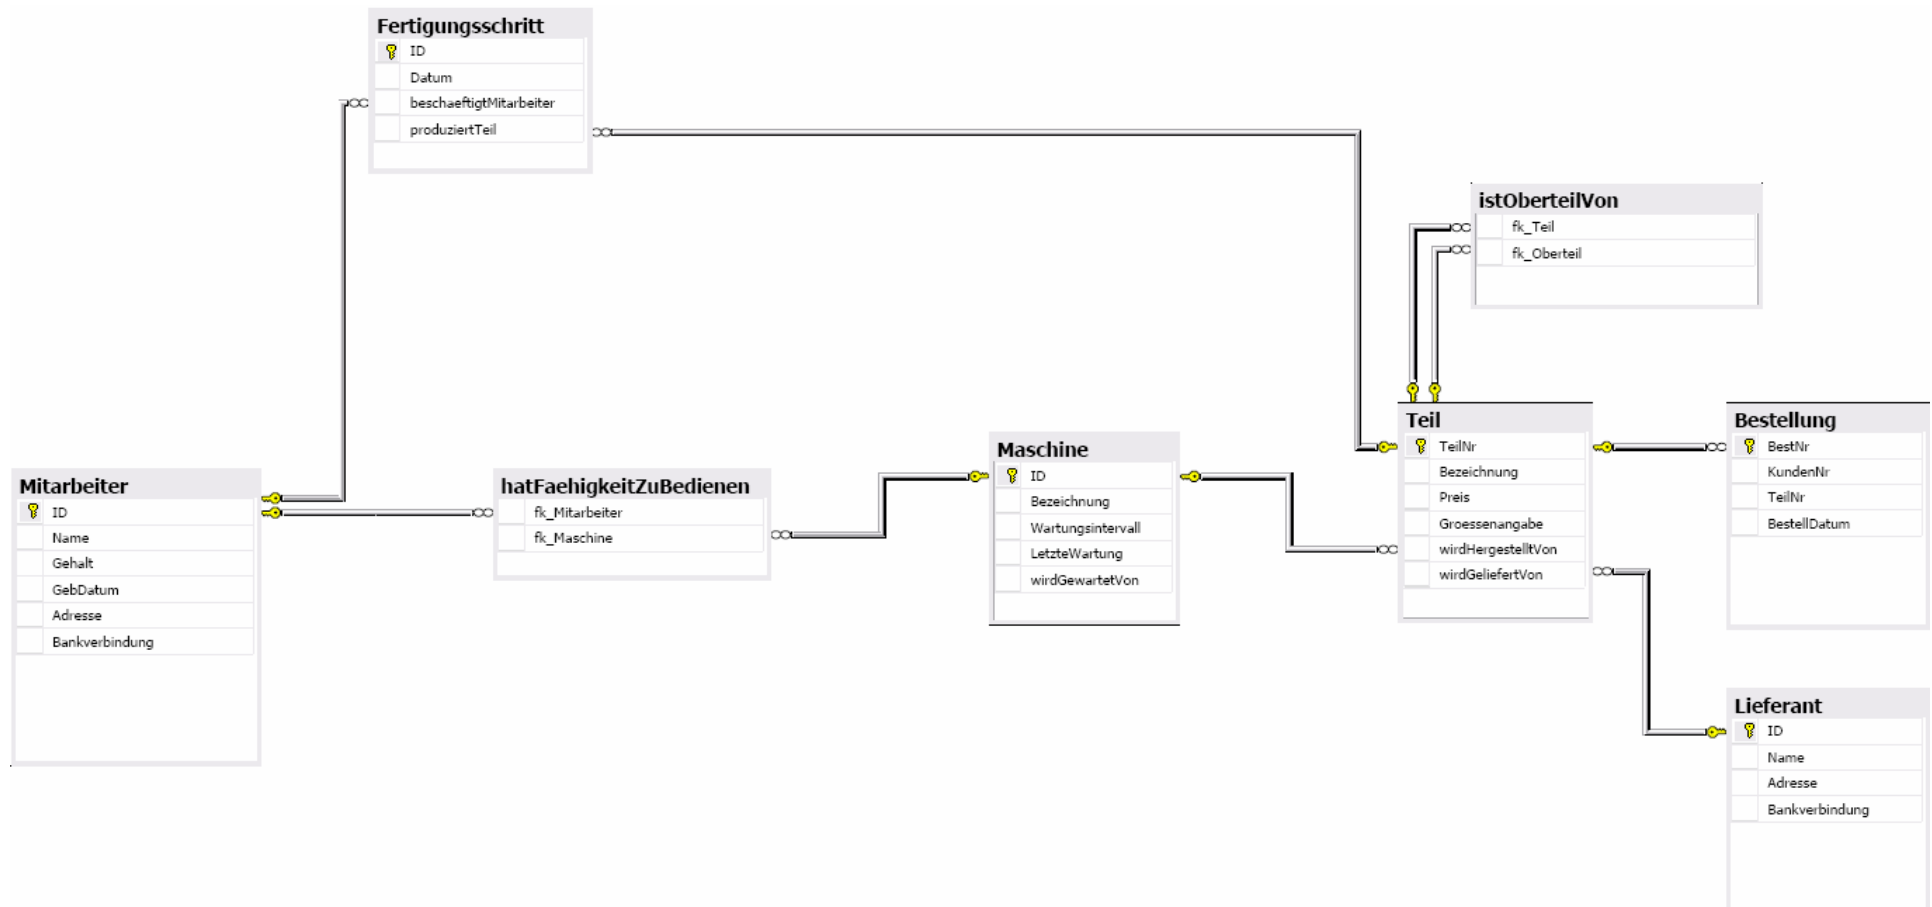 Fertigungsschritt
ID
Datum
beschaeftigtMitarbeiter
produziertTeil
istOberteilVon
fk_Teil
fk_Oberteil
Mitarbeiter
ID
Name
Gehalt
GebDatum
Adresse
Bankverbindung
hatFaehigkeitZuBedienen
fk_Mitarbeiter
fk_Maschine
Maschine
ID
Bezeichnung
Wartungsintervall
LetzteWartung
wirdGewartetVon
Teil
TeilNr
Bezeichnung
Preis
Groessenangabe
wirdHergestelltVon
wirdGeliefertVon
Bestellung
BestNr
KundenNr
TeilNr
BestellDatum
Lieferant
ID
Name
Adresse
Bankverbindung